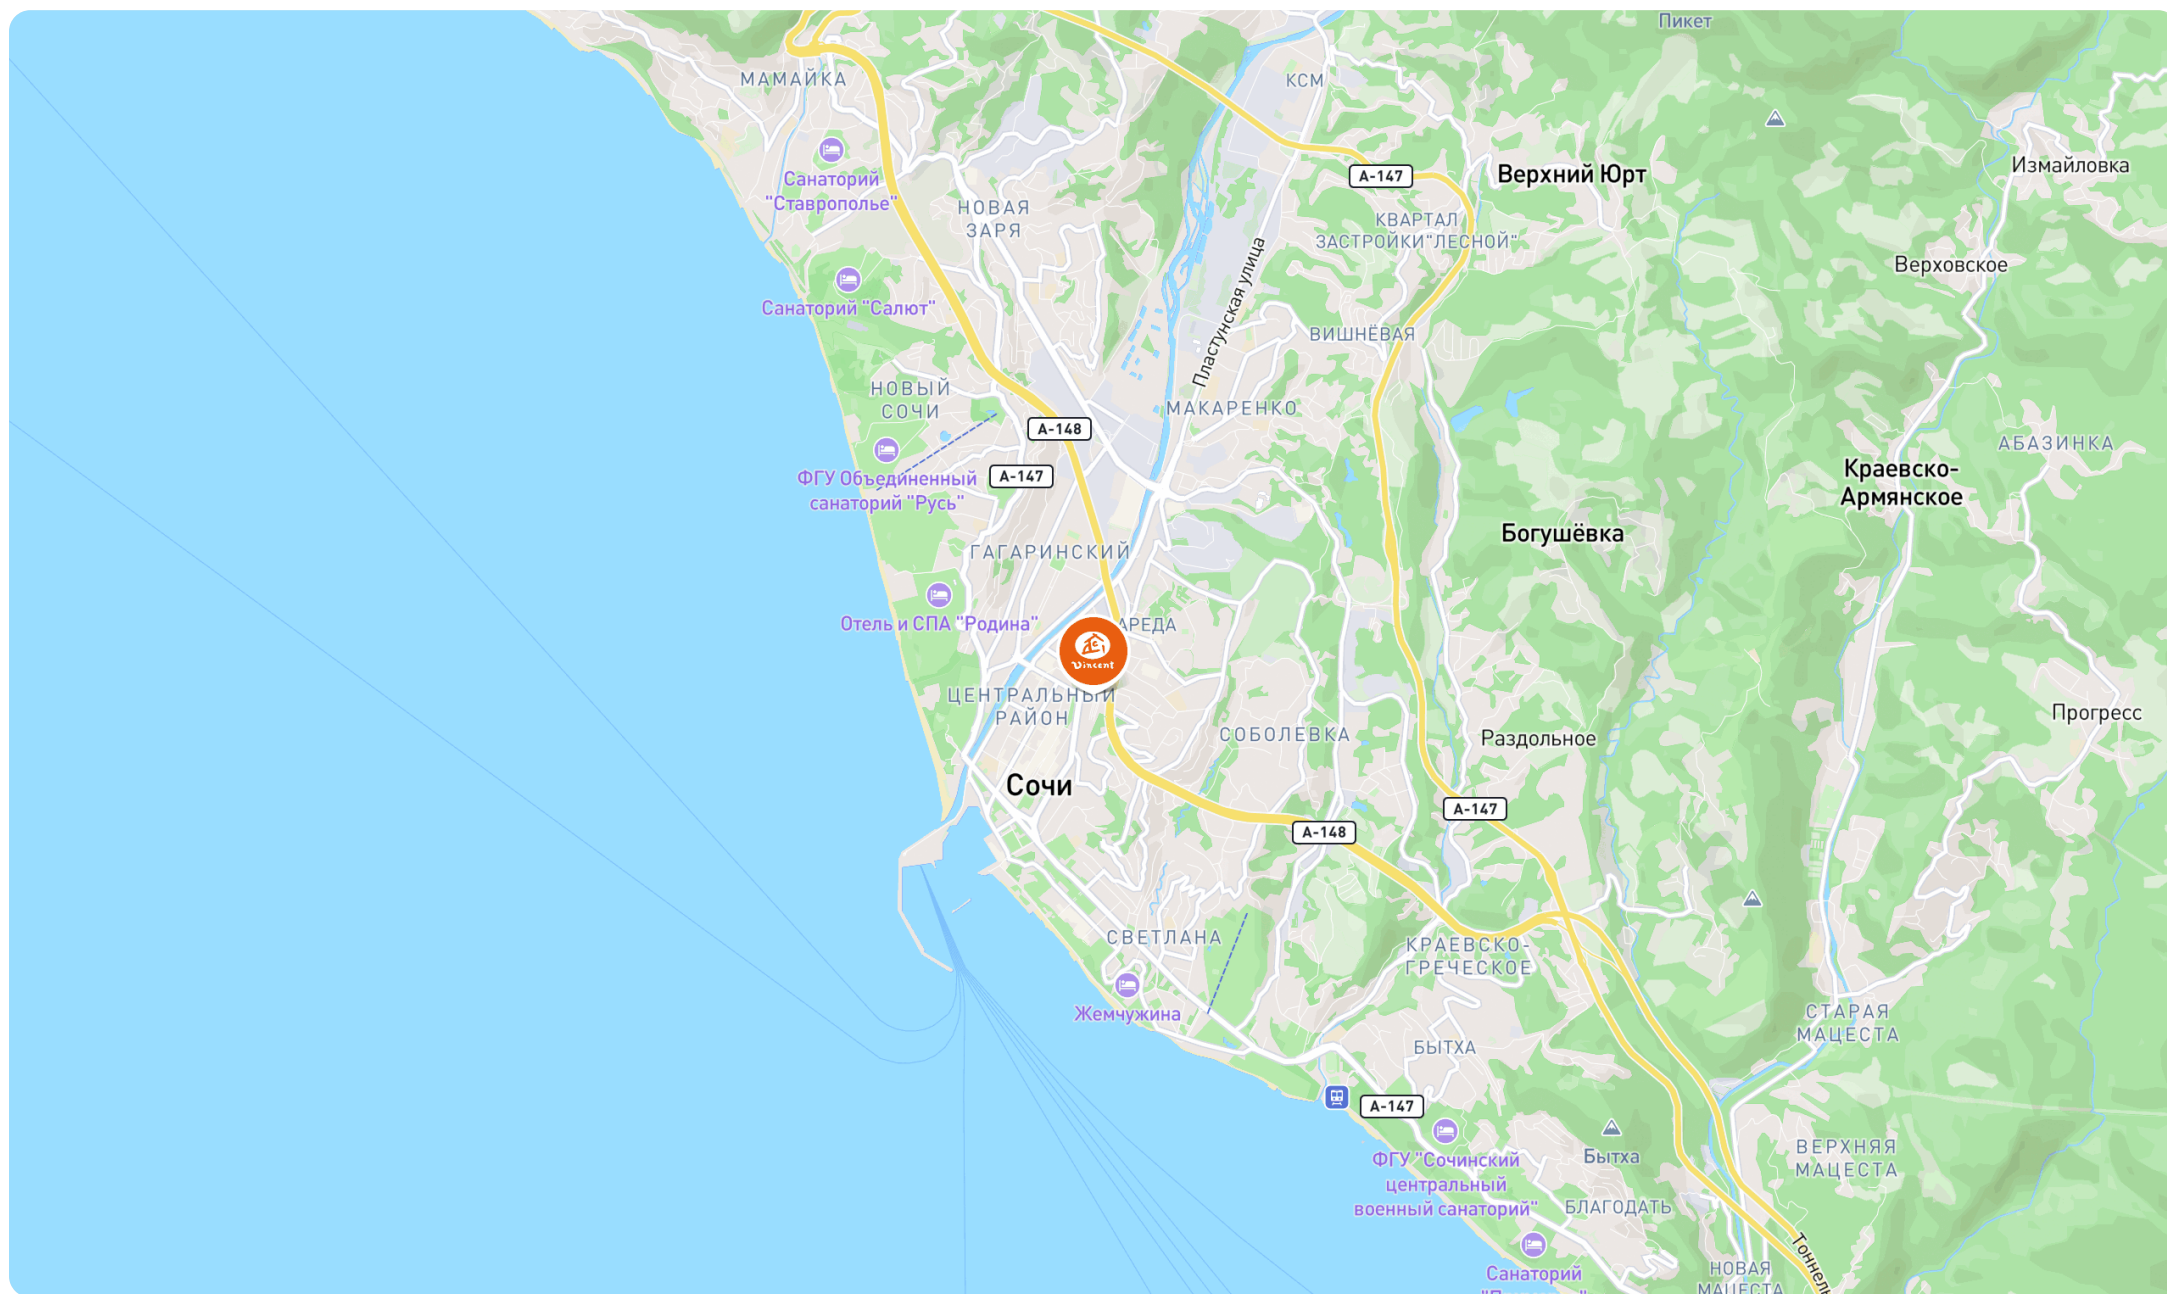 Пикет
МАМАЙКА
КСМ
Измайловка
А-147
Верхний Юрт
Санаторий
"Ставрополье"
НОВАЯ
ЗАРЯ
КВАРТАЛ
ЗАСТРОЙКИ"ЛЕСНОЙ"
Верховское
Санаторий "Салют"
Пластунская улица
ВИШНЁВАЯ
НОВЫЙ
СОЧИ
МАКАРЕНКО
А-148
АБАЗИНКА
Краевско-
Армянское
А-147
ФГУ Объединенный
санаторий "Русь"
Богушёвка
ГАГАРИНСКИЙ
Отель и СПА "Родина"
АРЕДА
Vincent
ЦЕНТРАЛЬНЫЙ
РАЙОН
Прогресс
СОБОЛЕВКА
Раздольное
Сочи
А-147
А-148
СВЕТЛАНА
КРАЕВСКО-
ГРЕЧЕСКОЕ
Жемчужина
СТАРАЯ
МАЦЕСТА
БЫТХА
А-147
ФГУ "Сочинский
центральный
военный санаторий"
Бытха
ВЕРХНЯЯ
МАЦЕСТА
БЛАГОДАТЬ
Санаторий
НОВАЯ
МАЦЕСТА